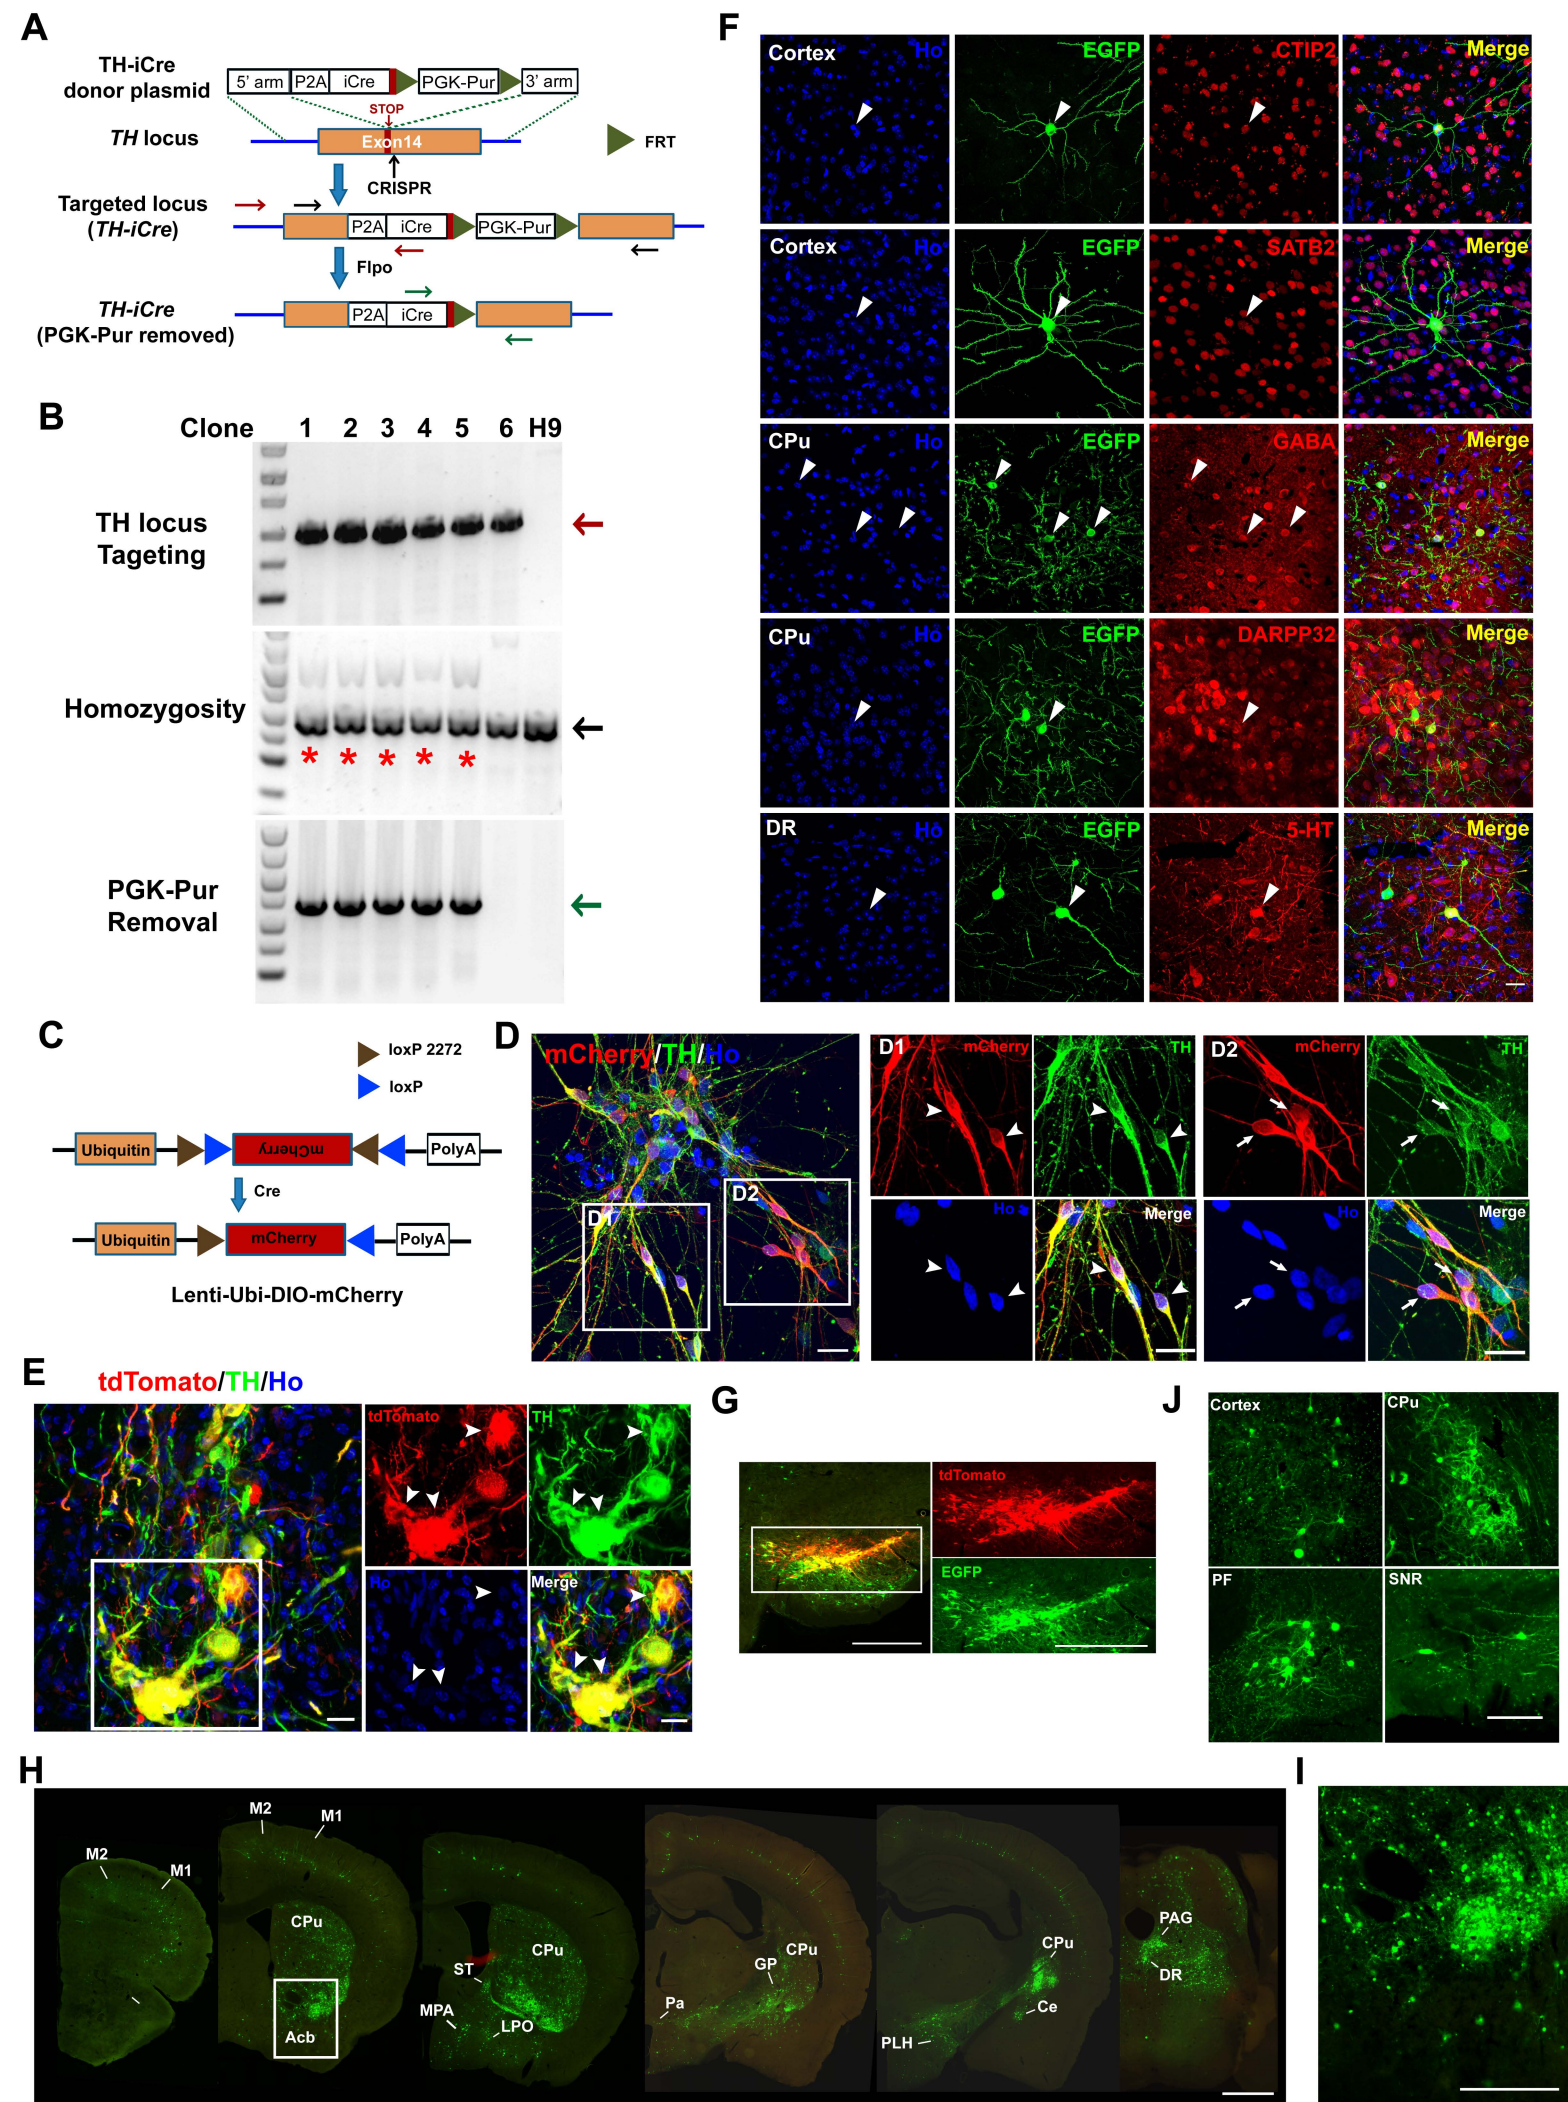 A
TH-iCre
donor plasmid
5' arm P2A iCre PGK-Pur 3' arm
STOP
TH locus
Exon14
FRT
CRISPR
Targeted locus
(TH-iCre)
P2A iCre PGK-Pur
Flpo
TH-iCre
(PGK-Pur removed)
P2A iCre
B
Clone 1 2 3 4 5 6 H9
TH locus
Tageting
Homozygosity
* * * * *
PGK-Pur
Removal
C
loxP 2272
loxP
Ubiquitin mCherry PolyA
Cre
Ubiquitin mCherry PolyA
Lenti-Ubi-DIO-mCherry
D
mCherry/TH/Ho
D1
D2
D1 mCherry TH
Ho Merge
D2 mCherry TH
Ho Merge
E
tdTomato/TH/Ho
tdTomato TH
Ho Merge
F
Cortex Ho EGFP CTIP2 Merge
Cortex Ho EGFP SATB2 Merge
CPu Ho EGFP GABA Merge
CPu Ho EGFP DARPP32 Merge
DR Ho EGFP 5-HT Merge
G
tdTomato
EGFP
J
Cortex CPu
PF SNR
H
M2 M1
M2 M1
CPu
Acb
CPu
ST
MPA
LPO
CPu
GP
Pa
CPu
Ce
PLH
PAG
DR
I